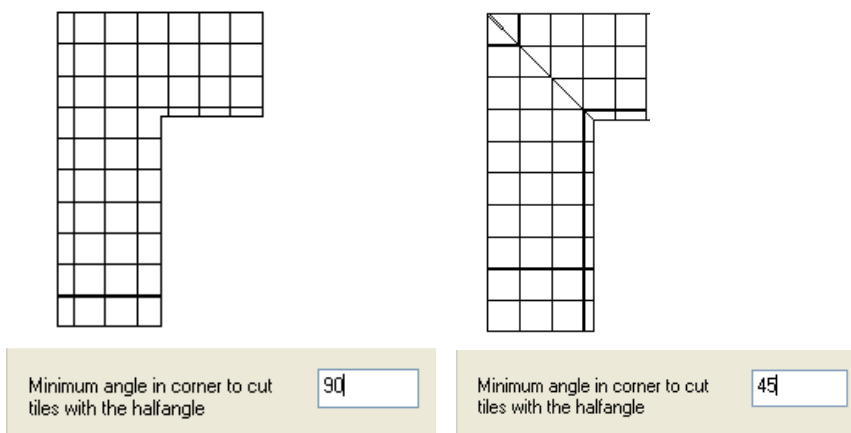 Minimum angle in corner to cut
tiles with the halfangle
90
Minimum angle in corner to cut
tiles with the halfangle
45